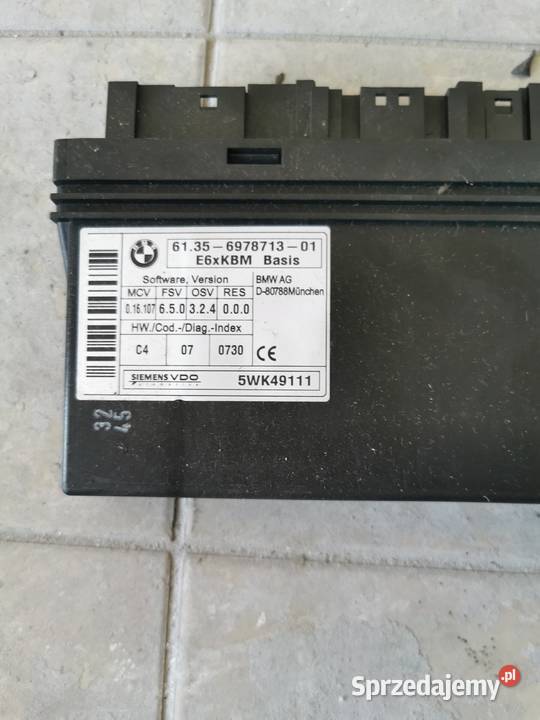 61.35-6978713-01
E6xKBM Basis
Software, Version
BMW AG
D-80788München
MCV FSV OSV RES
0.16.107 6.5.0 3.2.4 0.0.0
HW./Cod.-/Diag.-Index
C4 07 0730 CE
SIEMENS VDO
Automotive
5WK49111
32
45
Sprzedajemy.pl